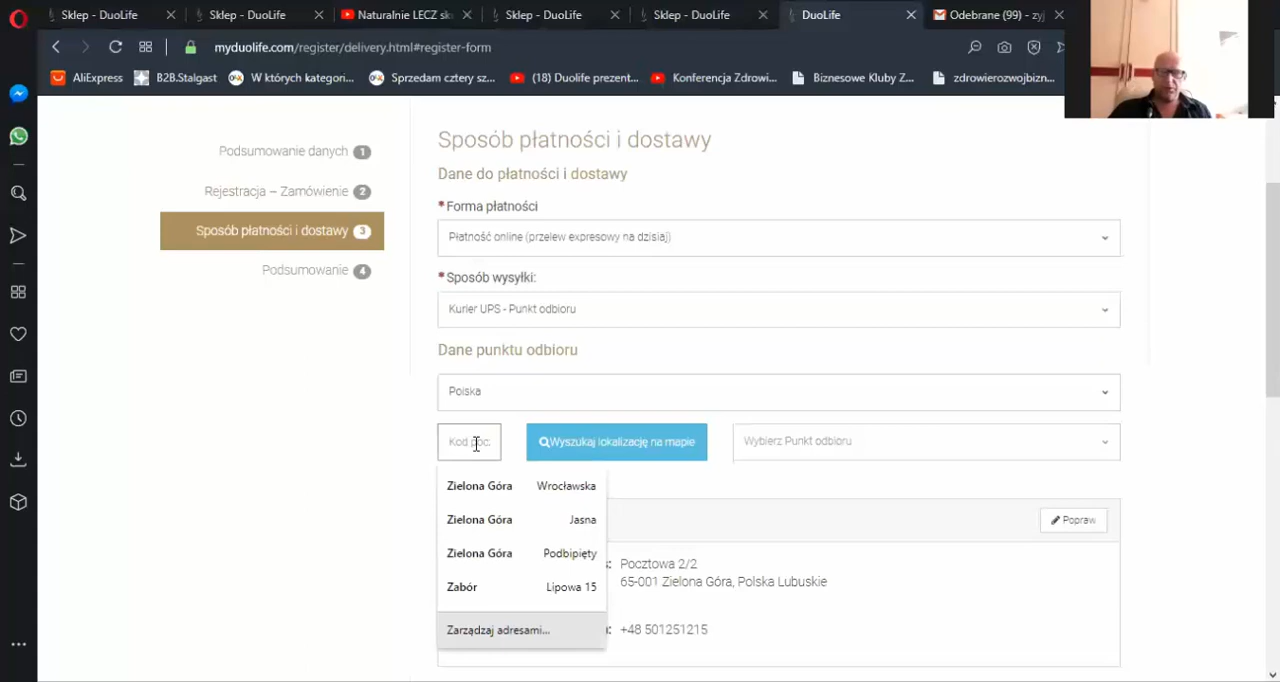 Sklep - DuoLife
Sklep - DuoLife
Naturalnie LECZ sk
Sklep - DuoLife
Sklep - DuoLife
DuoLife
Odebrane (99) - zyj
myduolife.com/register/delivery.html#register-form
AliExpress
B2B.Stalgast
W których kategori...
Sprzedam cztery sz...
(18) Duolife prezent...
Konferencja Zdrowi...
Biznesowe Kluby Z...
zdrowierozwojbizn...
Podsumowanie danych 1
Rejestracja – Zamówienie 2
Sposób płatności i dostawy 3
Podsumowanie 4
Sposób płatności i dostawy
Dane do płatności i dostawy
* Forma płatności
Płatność online (przelew expresowy na dzisiaj)
* Sposób wysyłki:
Kurier UPS - Punkt odbioru
Dane punktu odbioru
Polska
Kod poc.
Wyszukaj lokalizację na mapie
Wybierz Punkt odbioru
Zielona Góra Wrocławska
Zielona Góra Jasna
Zielona Góra Podbipięty
Zabór Lipowa 15
Zarządzaj adresami...
Popraw
s: Pocztowa 2/2
65-001 Zielona Góra, Polska Lubuskie
+48 501251215